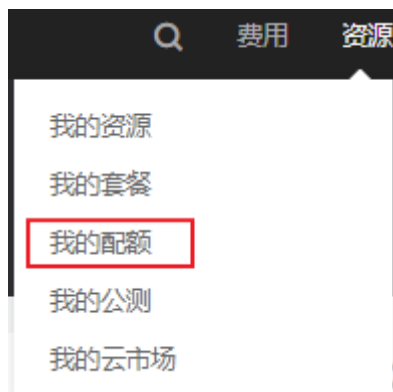 费用 资源
我的资源
我的套餐
我的配额
我的公测
我的云市场